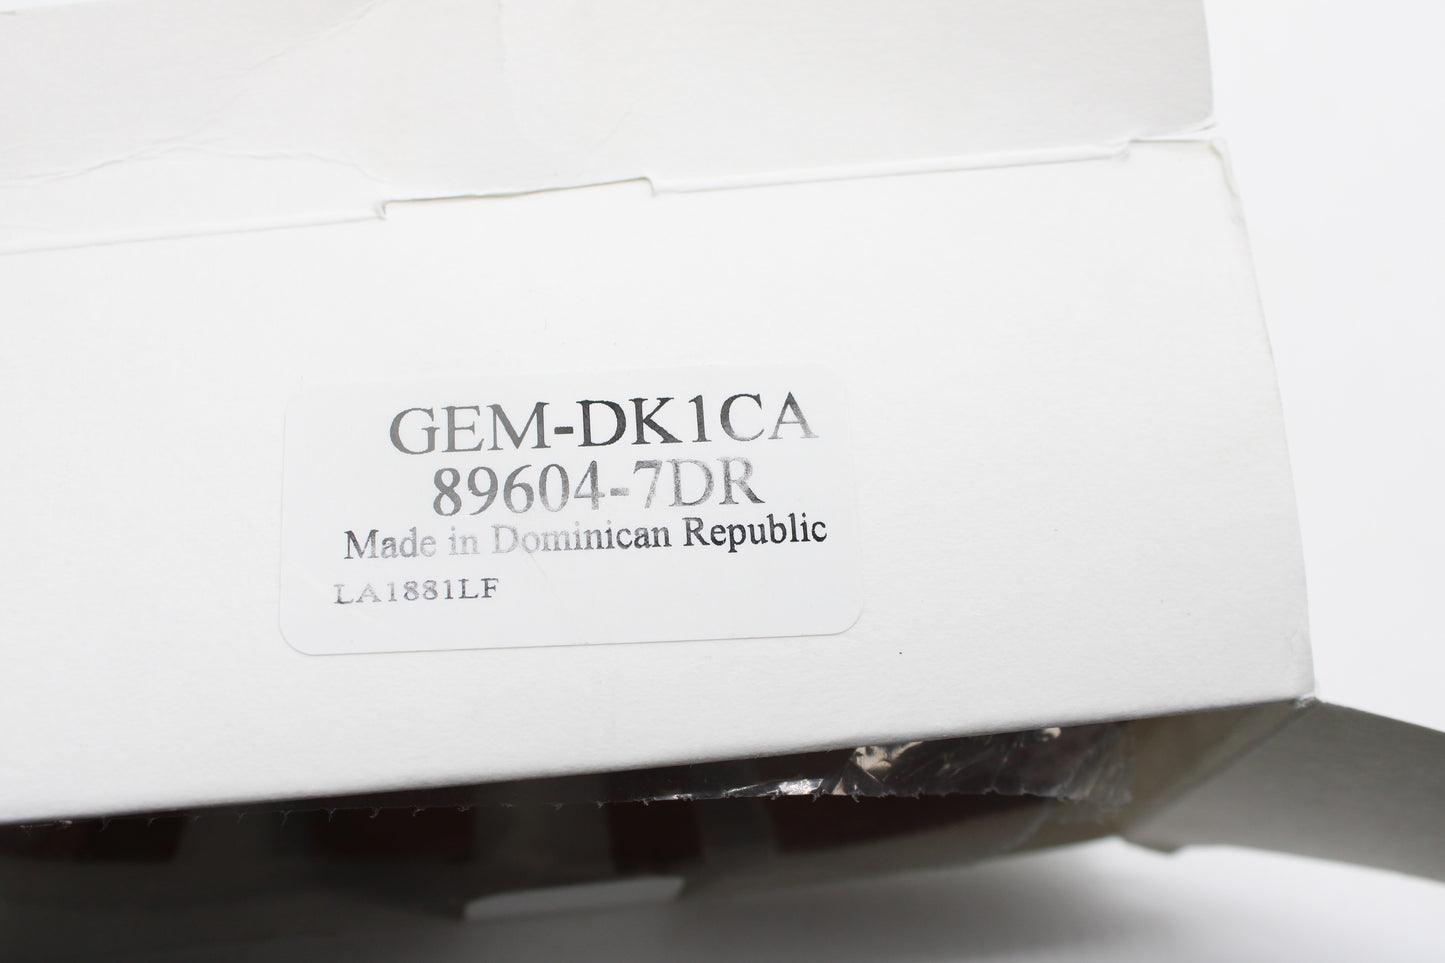 GEM-DK1CA
89604-7DR
Made in Dominican Republic
LA1881LF